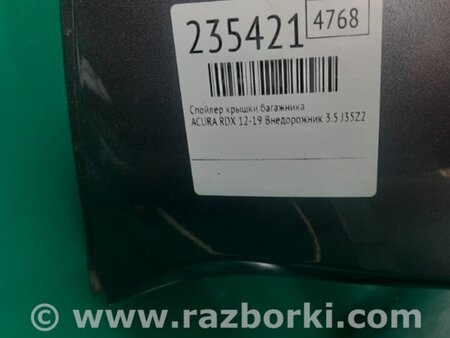 235421
4768
Спойлер крышки багажника
ACURA RDX 12-19 Внедорожник 3.5 J35Z2
© www.razborki.com